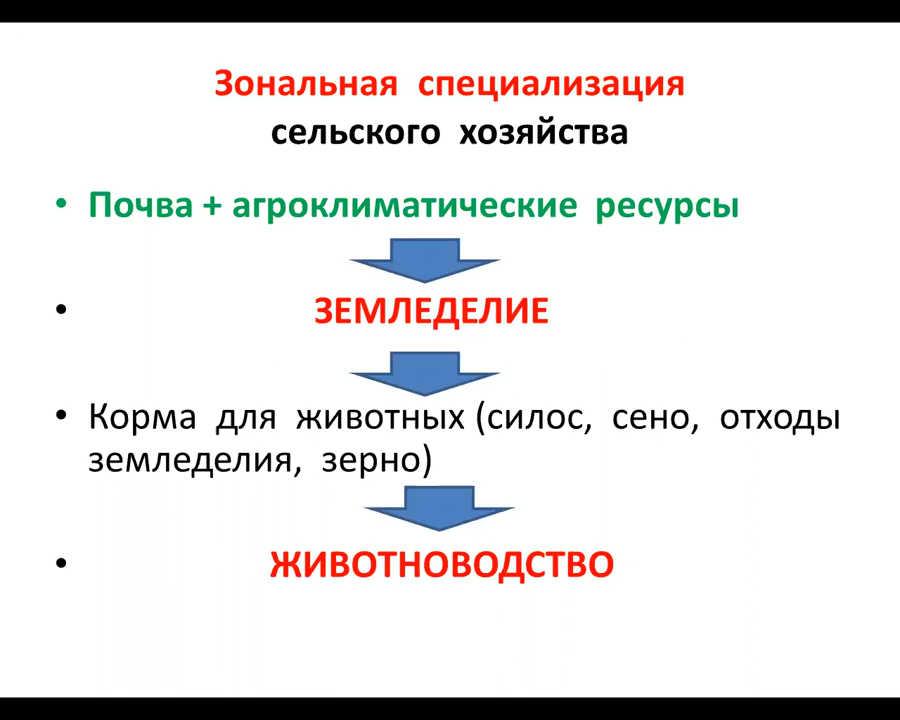 Зональная специализация
сельского хозяйства
• Почва + агроклиматические ресурсы
• ЗЕМЛЕДЕЛИЕ
• Корма для животных (силос, сено, отходы
земледелия, зерно)
• ЖИВОТНОВОДСТВО